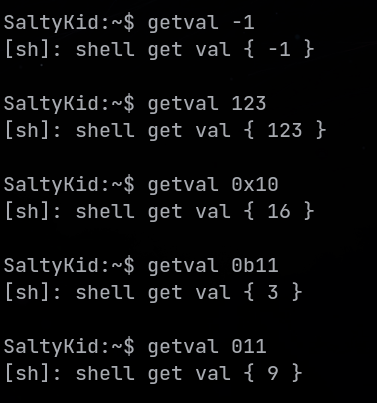 SaltyKid:~$ getval -1
[sh]: shell get val { -1 }
SaltyKid:~$ getval 123
[sh]: shell get val { 123 }
SaltyKid:~$ getval 0x10
[sh]: shell get val { 16 }
SaltyKid:~$ getval 0b11
[sh]: shell get val { 3 }
SaltyKid:~$ getval 011
[sh]: shell get val { 9 }